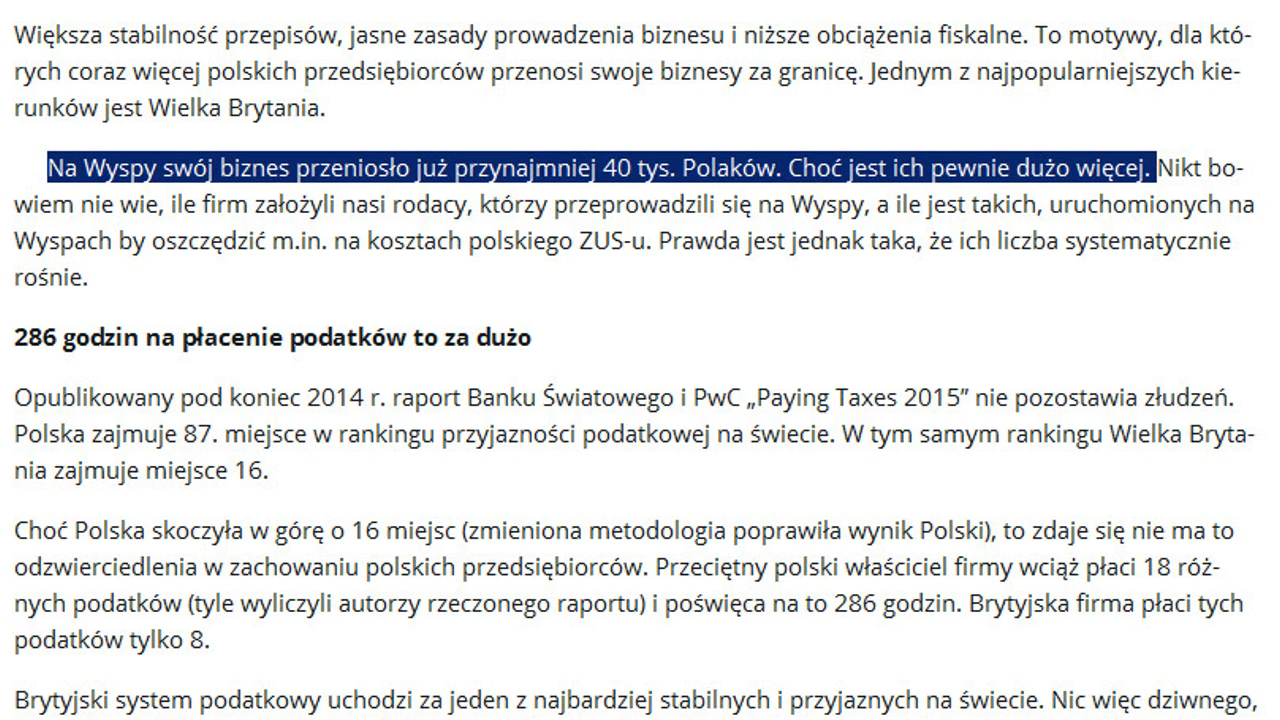 Większa stabilność przepisów, jasne zasady prowadzenia biznesu i niższe obciążenia fiskalne. To motywy, dla któ-
rych coraz więcej polskich przedsiębiorców przenosi swoje biznesy za granicę. Jednym z najpopularniejszych kie-
runków jest Wielka Brytania.
Na Wyspy swój biznes przeniosło już przynajmniej 40 tys. Polaków. Choć jest ich pewnie dużo więcej. Nikt bo-
wiem nie wie, ile firm założyli nasi rodacy, którzy przeprowadzili się na Wyspy, a ile jest takich, uruchomionych na
Wyspach by oszczędzić m.in. na kosztach polskiego ZUS-u. Prawda jest jednak taka, że ich liczba systematycznie
rośnie.
286 godzin na płacenie podatków to za dużo
Opublikowany pod koniec 2014 r. raport Banku Światowego i PwC „Paying Taxes 2015” nie pozostawia złudzeń.
Polska zajmuje 87. miejsce w rankingu przyjazności podatkowej na świecie. W tym samym rankingu Wielka Bryta-
nia zajmuje miejsce 16.
Choć Polska skoczyła w górę o 16 miejsc (zmieniona metodologia poprawiła wynik Polski), to zdaje się nie ma to
odzwierciedlenia w zachowaniu polskich przedsiębiorców. Przeciętny polski właściciel firmy wciąż płaci 18 róż-
nych podatków (tyle wyliczyli autorzy rzeczonego raportu) i poświęca na to 286 godzin. Brytyjska firma płaci tych
podatków tylko 8.
Brytyjski system podatkowy uchodzi za jeden z najbardziej stabilnych i przyjaznych na świecie. Nic więc dziwnego,